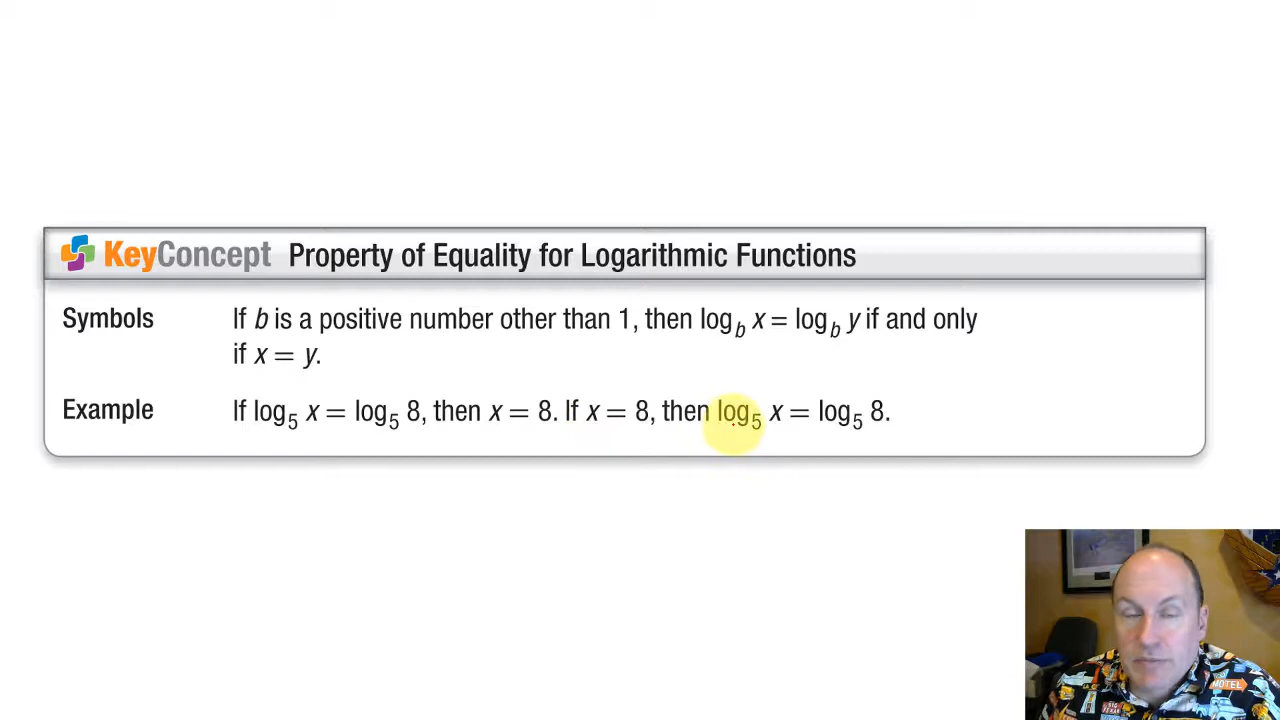 KeyConcept Property of Equality for Logarithmic Functions
Symbols If b is a positive number other than 1, then log_b x = log_b y if and only
if x = y.
Example If log_5 x = log_5 8, then x = 8. If x = 8, then log_5 x = log_5 8.
MOTEL